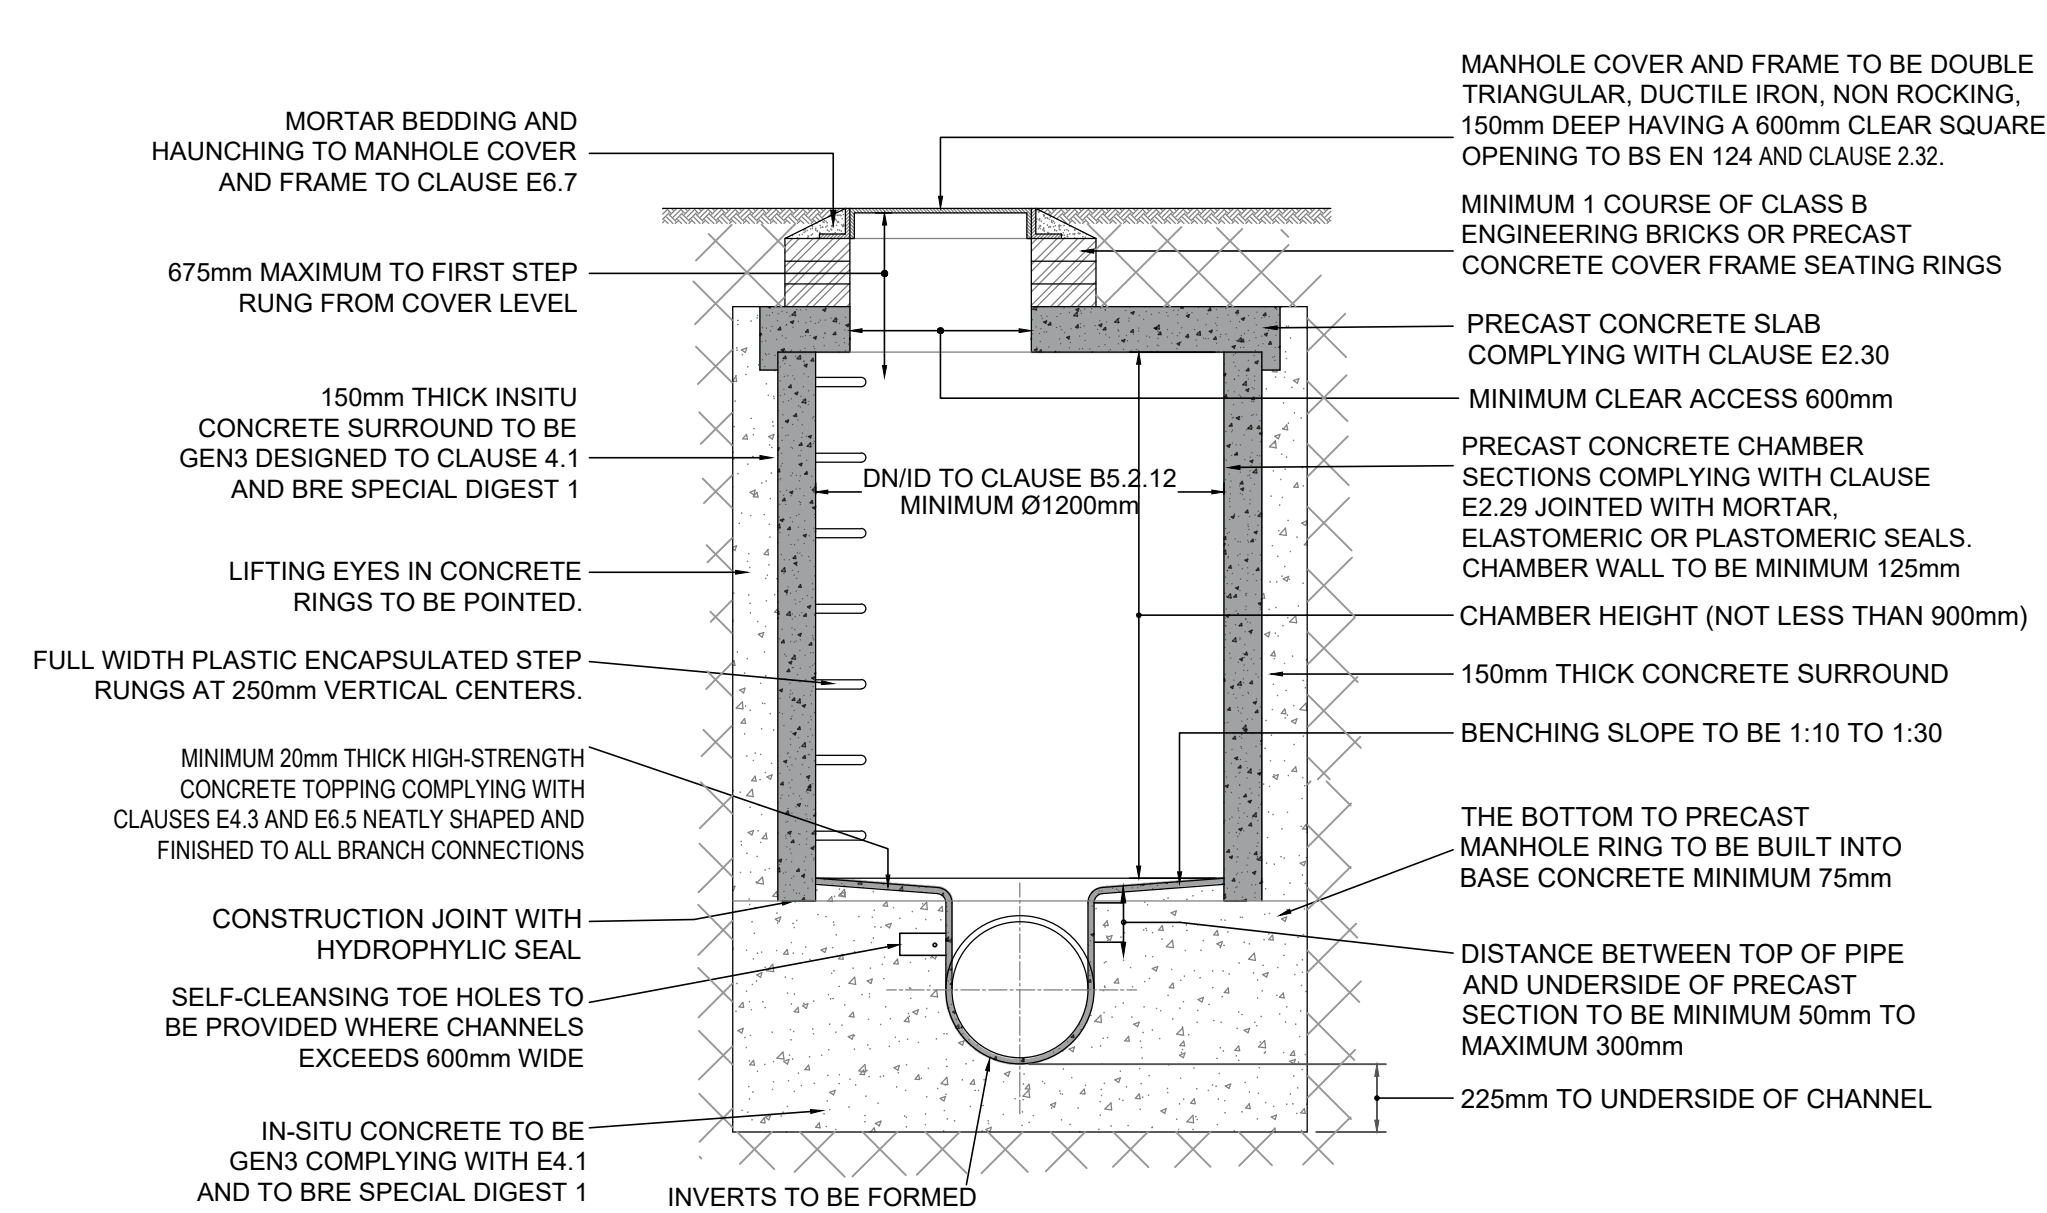 MORTAR BEDDING AND
HAUNCHING TO MANHOLE COVER
AND FRAME TO CLAUSE E6.7
675mm MAXIMUM TO FIRST STEP
RUNG FROM COVER LEVEL
150mm THICK INSITU
CONCRETE SURROUND TO BE
GEN3 DESIGNED TO CLAUSE 4.1
AND BRE SPECIAL DIGEST 1
LIFTING EYES IN CONCRETE
RINGS TO BE POINTED.
FULL WIDTH PLASTIC ENCAPSULATED STEP
RUNGS AT 250mm VERTICAL CENTERS.
MINIMUM 20mm THICK HIGH-STRENGTH
CONCRETE TOPPING COMPLYING WITH
CLAUSES E4.3 AND E6.5 NEATLY SHAPED AND
FINISHED TO ALL BRANCH CONNECTIONS
CONSTRUCTION JOINT WITH
HYDROPHYLIC SEAL
SELF-CLEANSING TOE HOLES TO
BE PROVIDED WHERE CHANNELS
EXCEEDS 600mm WIDE
IN-SITU CONCRETE TO BE
GEN3 COMPLYING WITH E4.1
AND TO BRE SPECIAL DIGEST 1
INVERTS TO BE FORMED
DN/ID TO CLAUSE B5.2.12
MINIMUM Ø1200mm
MANHOLE COVER AND FRAME TO BE DOUBLE
TRIANGULAR, DUCTILE IRON, NON ROCKING,
150mm DEEP HAVING A 600mm CLEAR SQUARE
OPENING TO BS EN 124 AND CLAUSE 2.32.
MINIMUM 1 COURSE OF CLASS B
ENGINEERING BRICKS OR PRECAST
CONCRETE COVER FRAME SEATING RINGS
PRECAST CONCRETE SLAB
COMPLYING WITH CLAUSE E2.30
MINIMUM CLEAR ACCESS 600mm
PRECAST CONCRETE CHAMBER
SECTIONS COMPLYING WITH CLAUSE
E2.29 JOINTED WITH MORTAR,
ELASTOMERIC OR PLASTOMERIC SEALS.
CHAMBER WALL TO BE MINIMUM 125mm
CHAMBER HEIGHT (NOT LESS THAN 900mm)
150mm THICK CONCRETE SURROUND
BENCHING SLOPE TO BE 1:10 TO 1:30
THE BOTTOM TO PRECAST
MANHOLE RING TO BE BUILT INTO
BASE CONCRETE MINIMUM 75mm
DISTANCE BETWEEN TOP OF PIPE
AND UNDERSIDE OF PRECAST
SECTION TO BE MINIMUM 50mm TO
MAXIMUM 300mm
225mm TO UNDERSIDE OF CHANNEL